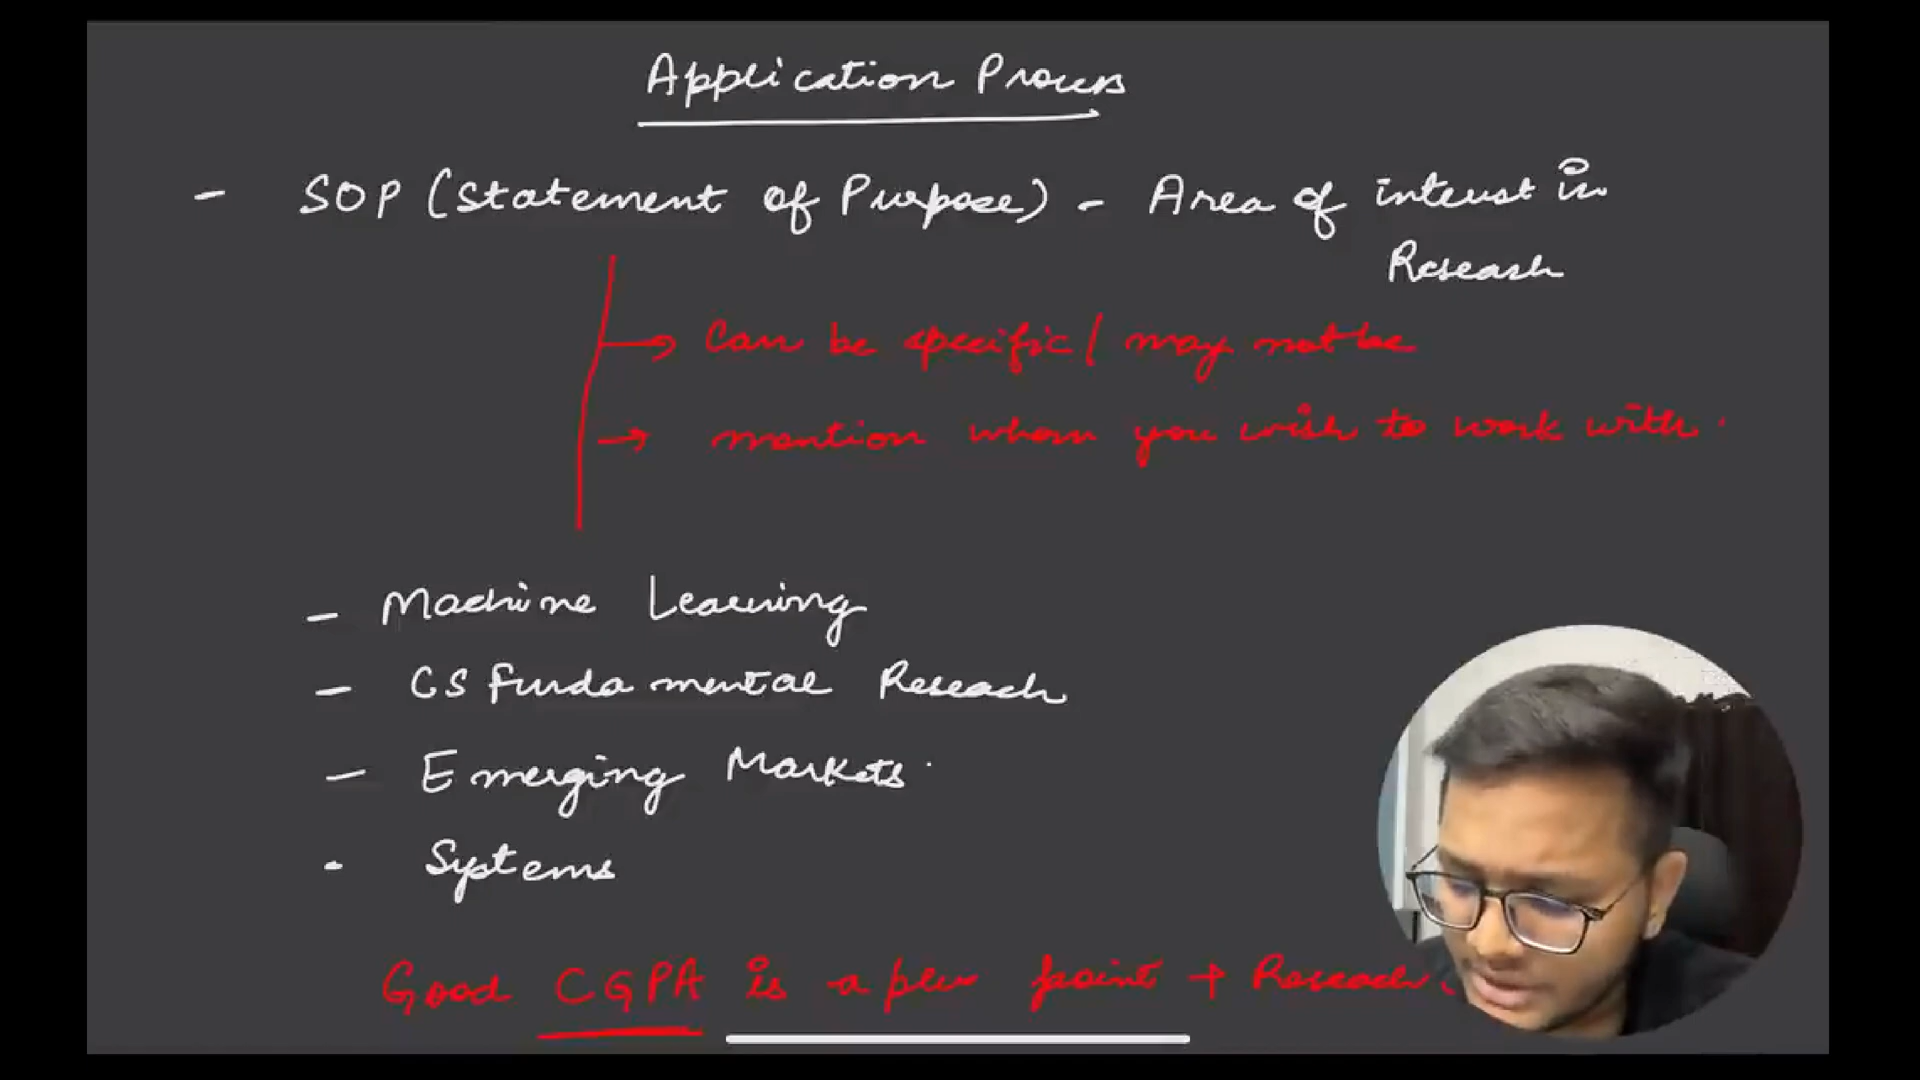 Application Process
- SOP (Statement of Purpose) - Area of interest in
Research
→ Can be specific / may not be
→ mention whom you wish to work with.
- Machine Learning
- CS fundamental Research
- Emerging Markets.
- Systems
Good CGPA is a plus point + Research